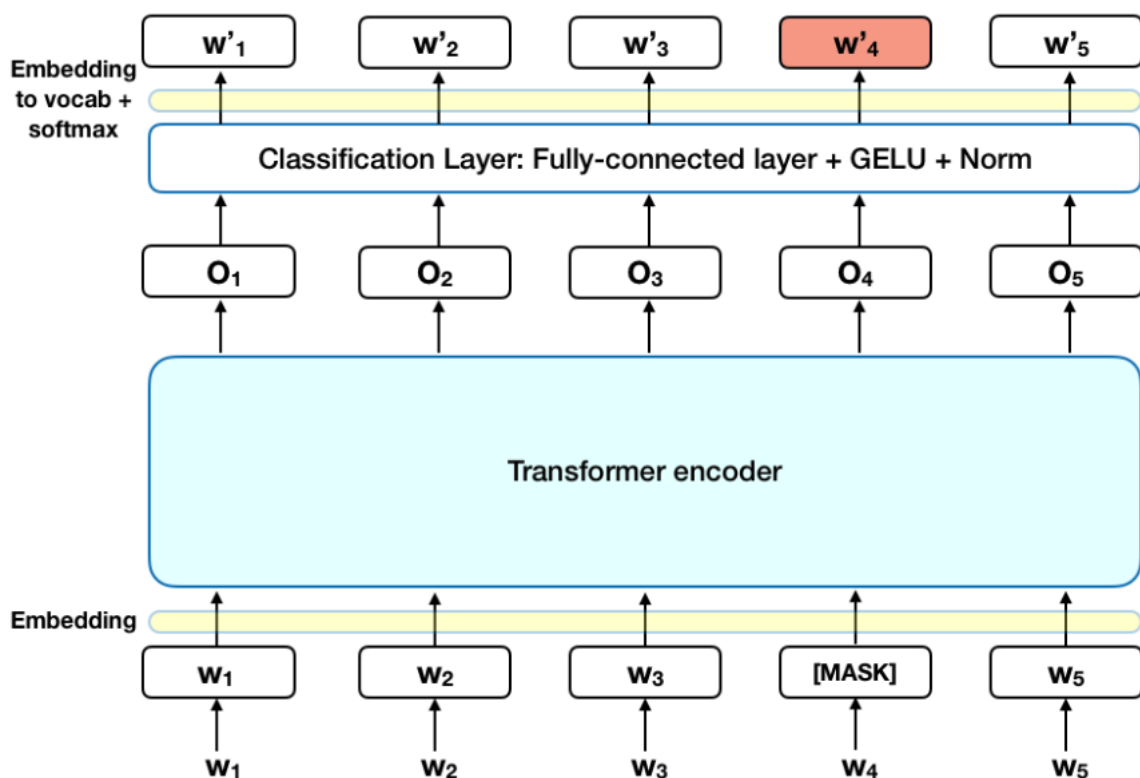 w'₁ w'₂ w'₃ w'₄ w'₅
Embedding
to vocab +
softmax
Classification Layer: Fully-connected layer + GELU + Norm
O₁ O₂ O₃ O₄ O₅
Transformer encoder
Embedding
w₁ w₂ w₃ [MASK] w₅
w₁ w₂ w₃ w₄ w₅